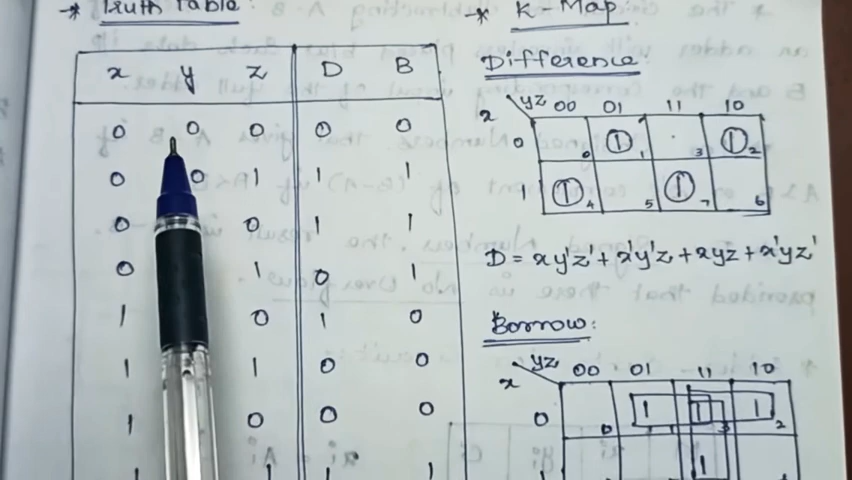 * Truth Table:
x y z D B
0 0 0 0 0
0 0 1 1 1
0 0 1 1
0 1 0 1
1 0 1 0
1 1 0 0
1 0 0 0
1 1 1 1
* K-Map
Difference:
x yz 00 01 11 10
0 0 1 1 3 1 2
1 1 4 5 1 7 6
D = xy'z' + xy'z + xyz + x'yz'
Borrow:
x yz 00 01 11 10
0 0 1 1 1 3 1 2
1 1